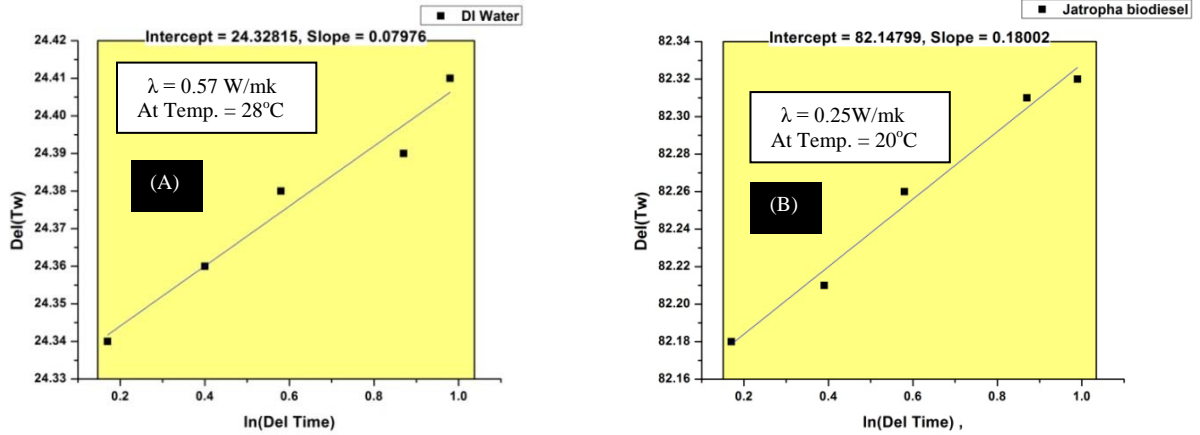 DI Water
Intercept = 24.32815, Slope = 0.07976
24.42
24.41
24.40
24.39
24.38
24.37
24.36
24.35
24.34
24.33
Del(Tw)
λ = 0.57 W/mk
At Temp. = 28°C
(A)
0.2 0.4 0.6 0.8 1.0
ln(Del Time)
Jatropha biodiesel
Intercept = 82.14799, Slope = 0.18002
82.34
82.32
82.30
82.28
82.26
82.24
82.22
82.20
82.18
82.16
Del(Tw)
λ = 0.25W/mk
At Temp. = 20°C
(B)
0.2 0.4 0.6 0.8 1.0
ln(Del Time) ,